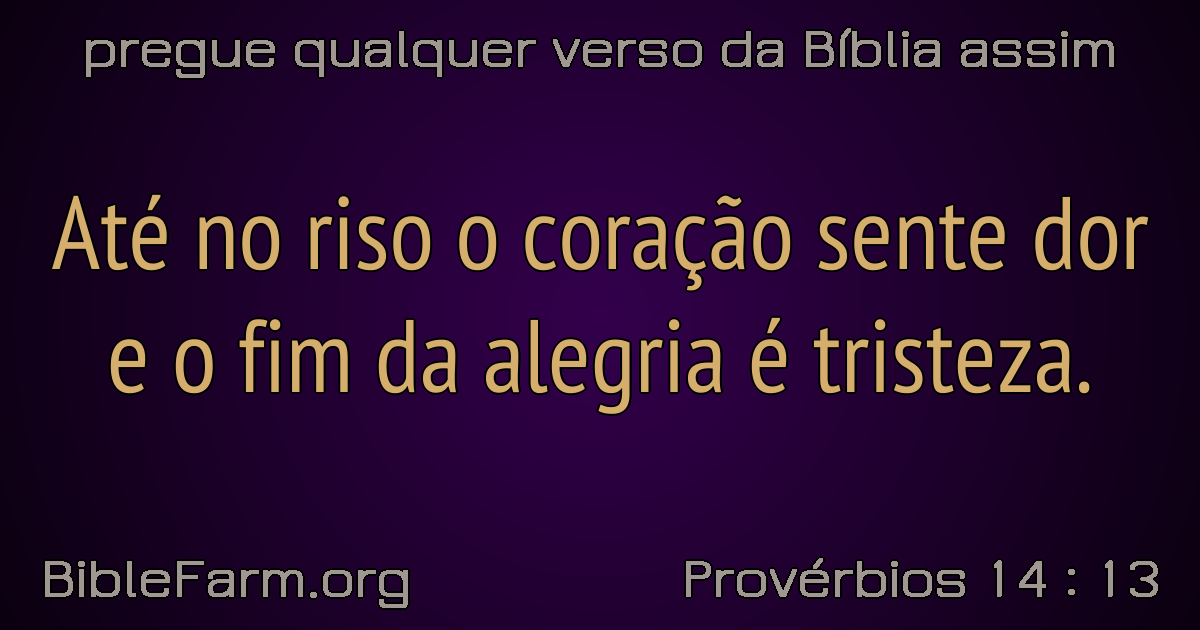 pregue qualquer verso da Bíblia assim
Até no riso o coração sente dor
e o fim da alegria é tristeza.
BibleFarm.org
Provérbios 14 : 13